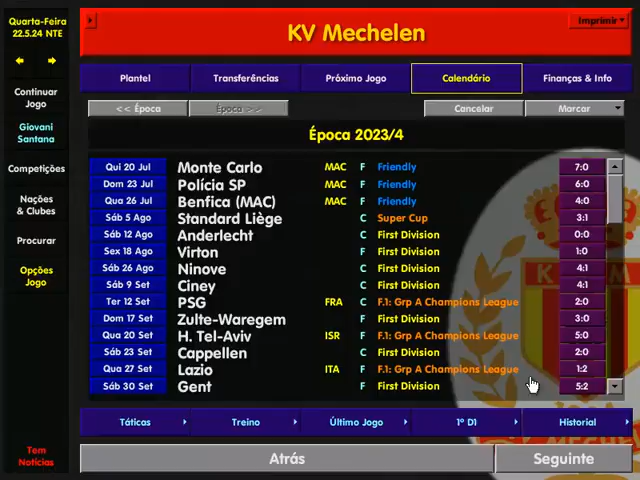 Quarta-Feira
22.5.24 NTE
Continuar
Jogo
Giovani
Santana
Competições
Nações
& Clubes
Procurar
Opções
Jogo
Tem
Notícias
KV Mechelen
Imprimir
Plantel
Transferências
Próximo Jogo
Calendário
Finanças & Info
<< Época
Época >>
Cancelar
Marcar
Época 2023/4
Qui 20 Jul Monte Carlo MAC F Friendly 7:0
Dom 23 Jul Polícia SP MAC F Friendly 6:0
Qua 26 Jul Benfica (MAC) MAC F Friendly 4:0
Sáb 5 Ago Standard Liège C Super Cup 3:1
Sáb 12 Ago Anderlecht C First Division 0:0
Sex 18 Ago Virton F First Division 1:0
Sáb 26 Ago Ninove C First Division 4:1
Sáb 9 Set Ciney C First Division 4:1
Ter 12 Set PSG FRA C F.1: Grp A Champions League 2:0
Dom 17 Set Zulte-Waregem F First Division 3:0
Qua 20 Set H. Tel-Aviv ISR F F.1: Grp A Champions League 5:0
Sáb 23 Set Cappellen C First Division 2:0
Qua 27 Set Lazio ITA F F.1: Grp A Champions League 1:2
Sáb 30 Set Gent F First Division 5:2
Táticas
Treino
Último Jogo
1º D1
Historial
Atrás
Seguinte